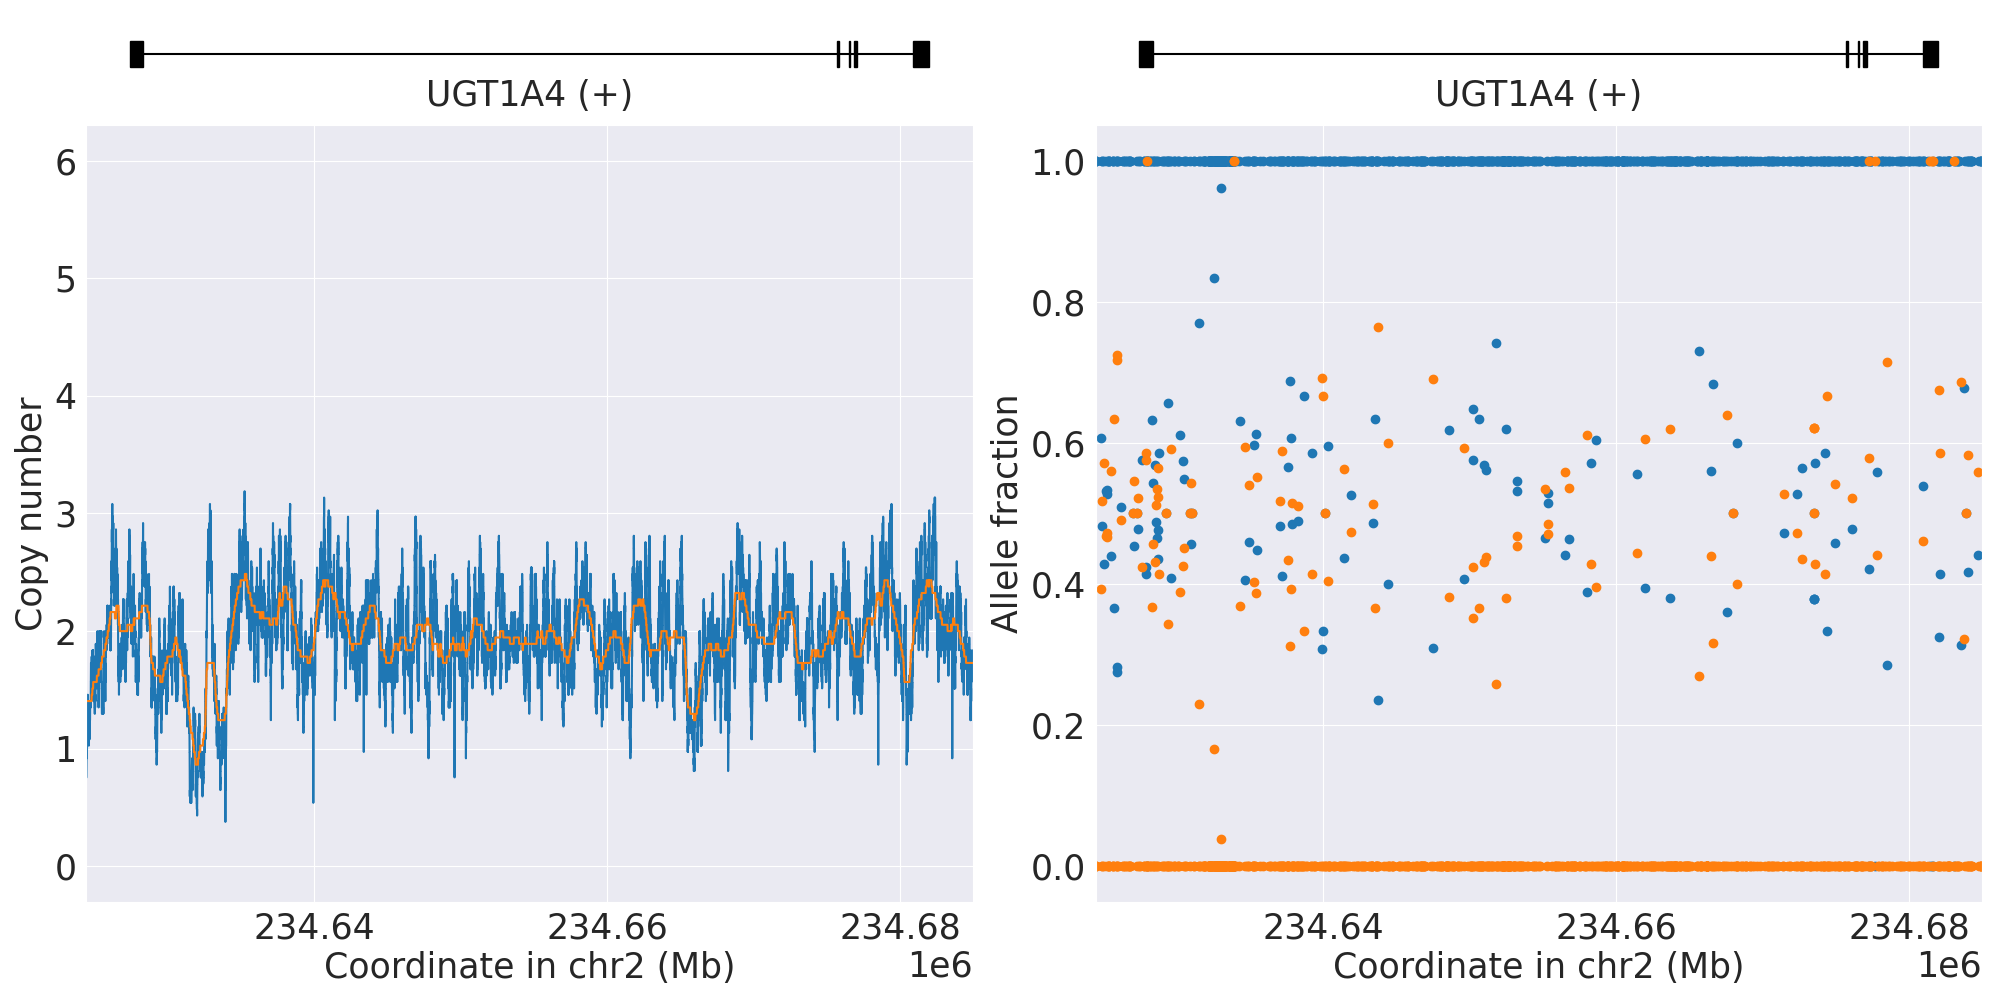 UGT1A4 (+)
6
5
4
3
2
1
0
Copy number
234.64 234.66 234.68
1e6
Coordinate in chr2 (Mb)
UGT1A4 (+)
1.0
0.8
0.6
0.4
0.2
0.0
Allele fraction
234.64 234.66 234.68
1e6
Coordinate in chr2 (Mb)